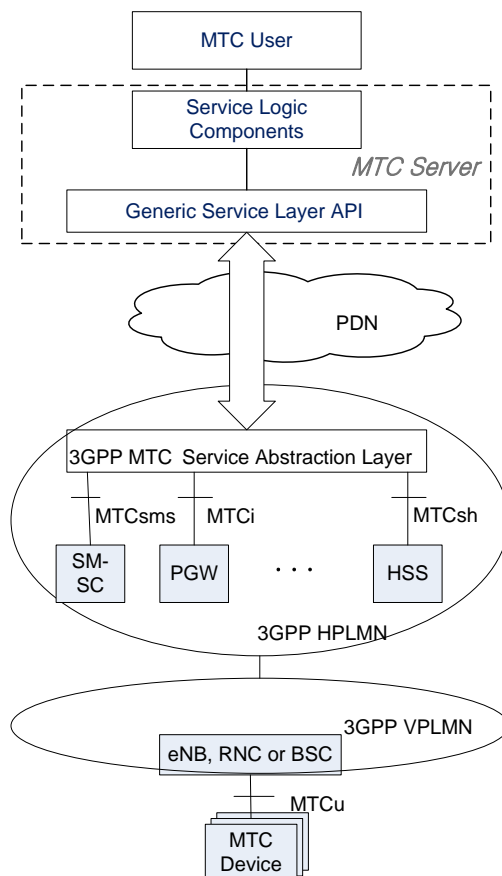 MTC User
Service Logic
Components
MTC Server
Generic Service Layer API
PDN
3GPP MTC  Service Abstraction Layer
MTCsms
MTCi
MTCsh
SM-
SC
PGW
. . .
HSS
3GPP HPLMN
3GPP VPLMN
eNB, RNC or BSC
MTCu
MTC
Device